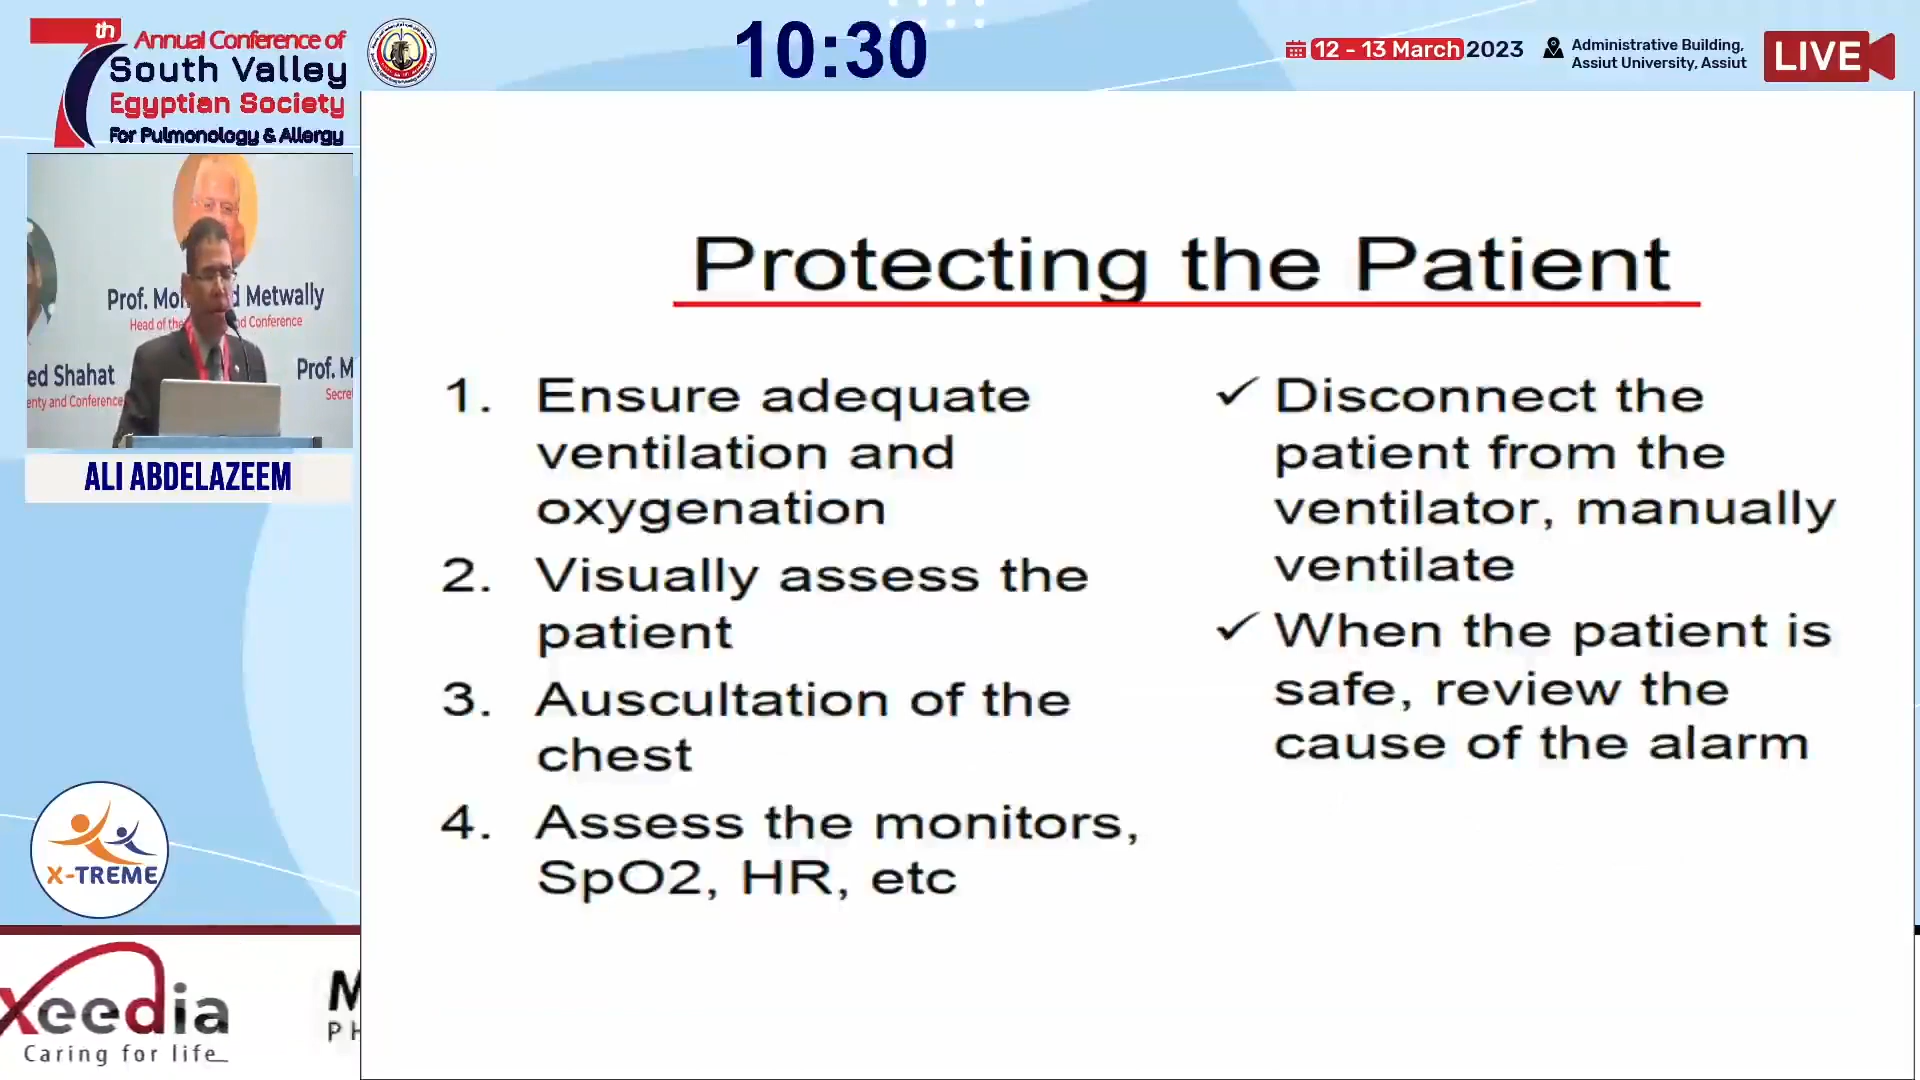 7th
Annual Conference of
South Valley
Egyptian Society
For Pulmonology & Allergy
10:30
12 - 13 March 2023
Administrative Building,
Assiut University, Assiut
LIVE
Prof. Metwally
Head of the Conference
ed Shahat
and Conference
Prof. M
Secre
ALI ABDELAZEEM
X-TREME
Xeedia
Caring for life
M
PH
Protecting the Patient
1. Ensure adequate
ventilation and
oxygenation
2. Visually assess the
patient
3. Auscultation of the
chest
4. Assess the monitors,
SpO2, HR, etc
✓ Disconnect the
patient from the
ventilator, manually
ventilate
✓ When the patient is
safe, review the
cause of the alarm